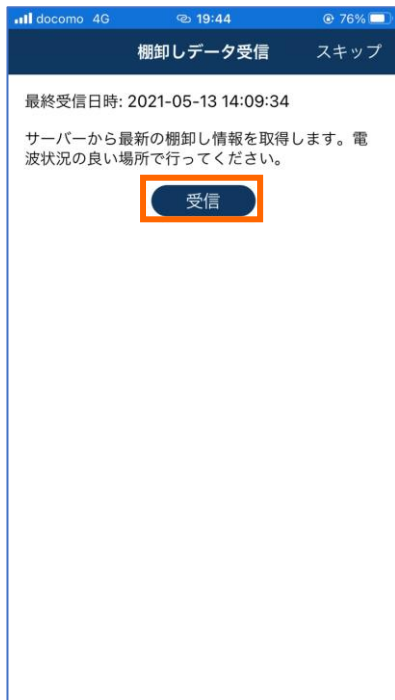 docomo 4G 19:44 76%
棚卸しデータ受信 スキップ
最終受信日時: 2021-05-13 14:09:34
サーバーから最新の棚卸し情報を取得します。電
波状況の良い場所で行ってください。
受信